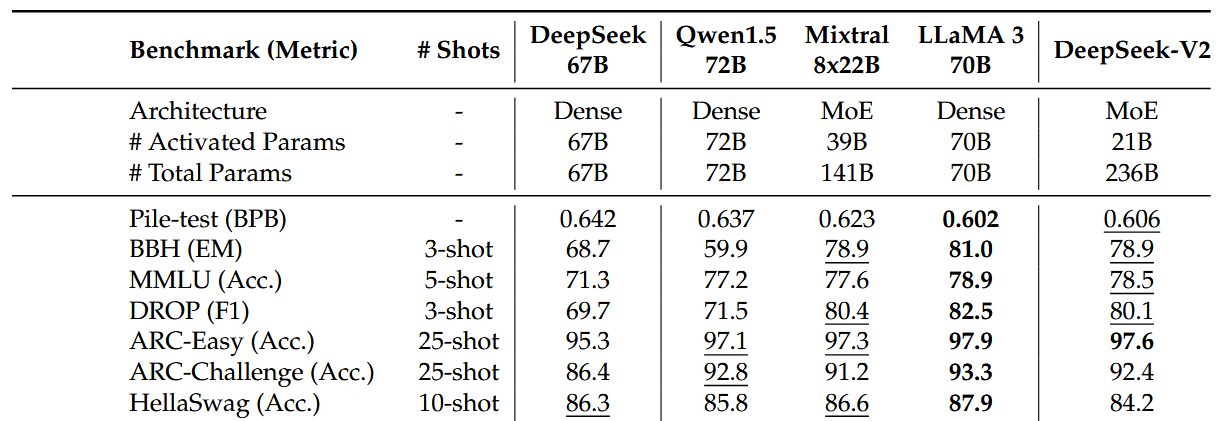 Benchmark (Metric) # Shots DeepSeek 67B Qwen1.5 72B Mixtral 8x22B LLaMA 3 70B DeepSeek-V2
Architecture - Dense Dense MoE Dense MoE
# Activated Params - 67B 72B 39B 70B 21B
# Total Params - 67B 72B 141B 70B 236B
Pile-test (BPB) - 0.642 0.637 0.623 0.602 0.606
BBH (EM) 3-shot 68.7 59.9 78.9 81.0 78.9
MMLU (Acc.) 5-shot 71.3 77.2 77.6 78.9 78.5
DROP (F1) 3-shot 69.7 71.5 80.4 82.5 80.1
ARC-Easy (Acc.) 25-shot 95.3 97.1 97.3 97.9 97.6
ARC-Challenge (Acc.) 25-shot 86.4 92.8 91.2 93.3 92.4
HellaSwag (Acc.) 10-shot 86.3 85.8 86.6 87.9 84.2